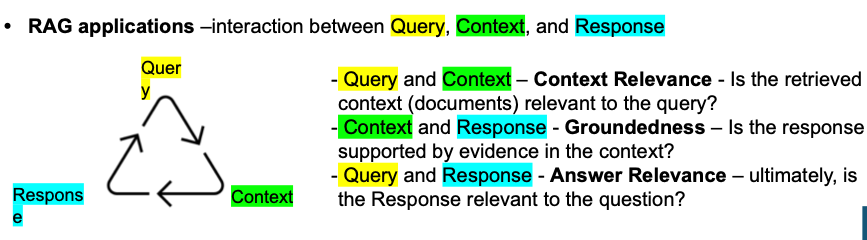 • RAG applications –interaction between Query, Context, and Response
Quer
y
Respons
e
Context
- Query and Context – Context Relevance - Is the retrieved
context (documents) relevant to the query?
- Context and Response - Groundedness – Is the response
supported by evidence in the context?
- Query and Response - Answer Relevance – ultimately, is
the Response relevant to the question?